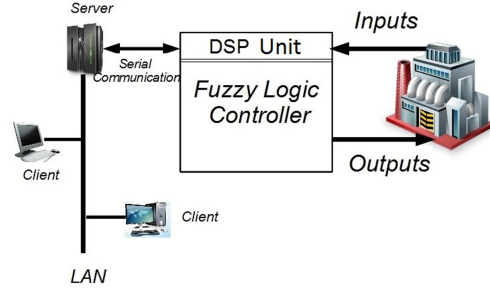 Server
DSP Unit
Inputs
Serial
Communication
Fuzzy Logic
Controller
Outputs
Client
Client
LAN